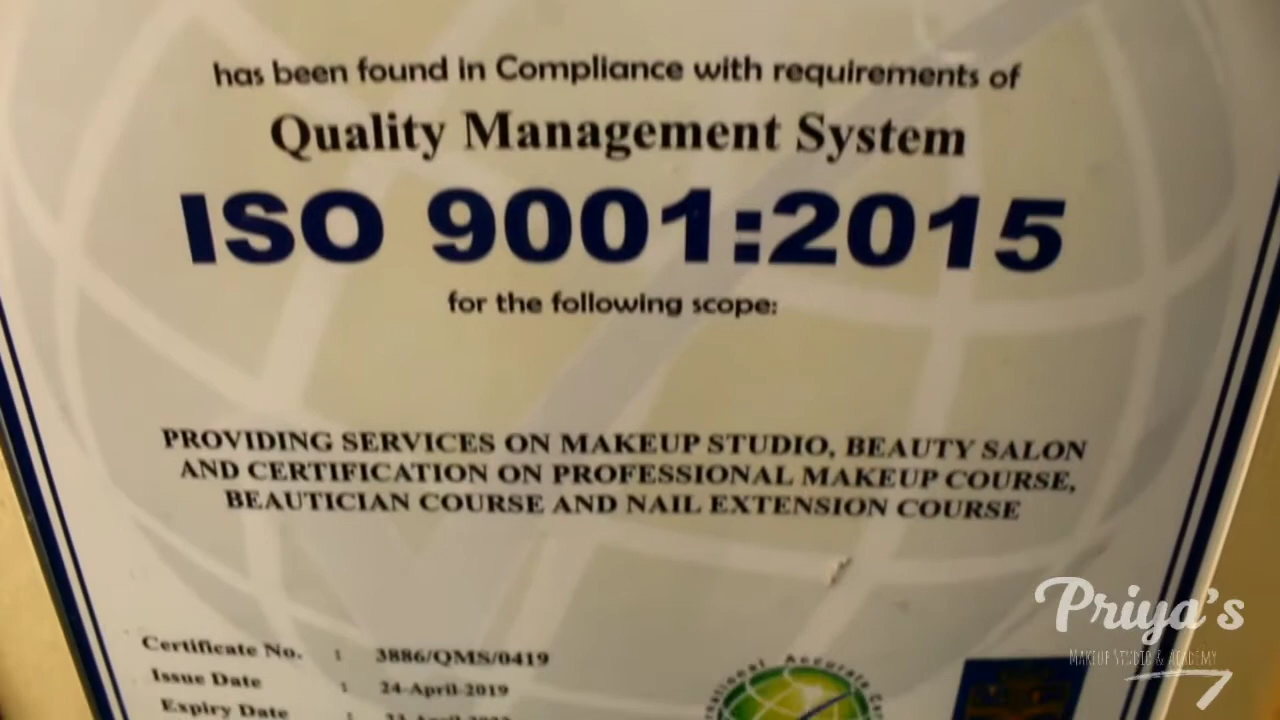 has been found in Compliance with requirements of
Quality Management System
ISO 9001:2015
for the following scope:
PROVIDING SERVICES ON MAKEUP STUDIO, BEAUTY SALON
AND CERTIFICATION ON PROFESSIONAL MAKEUP COURSE,
BEAUTICIAN COURSE AND NAIL EXTENSION COURSE
Certificate No. : 3886/QMS/0419
Issue Date : 24-April-2019
Expiry Date :
Accurate
Priya's
MAKEUP STUDIO & ACADEMY